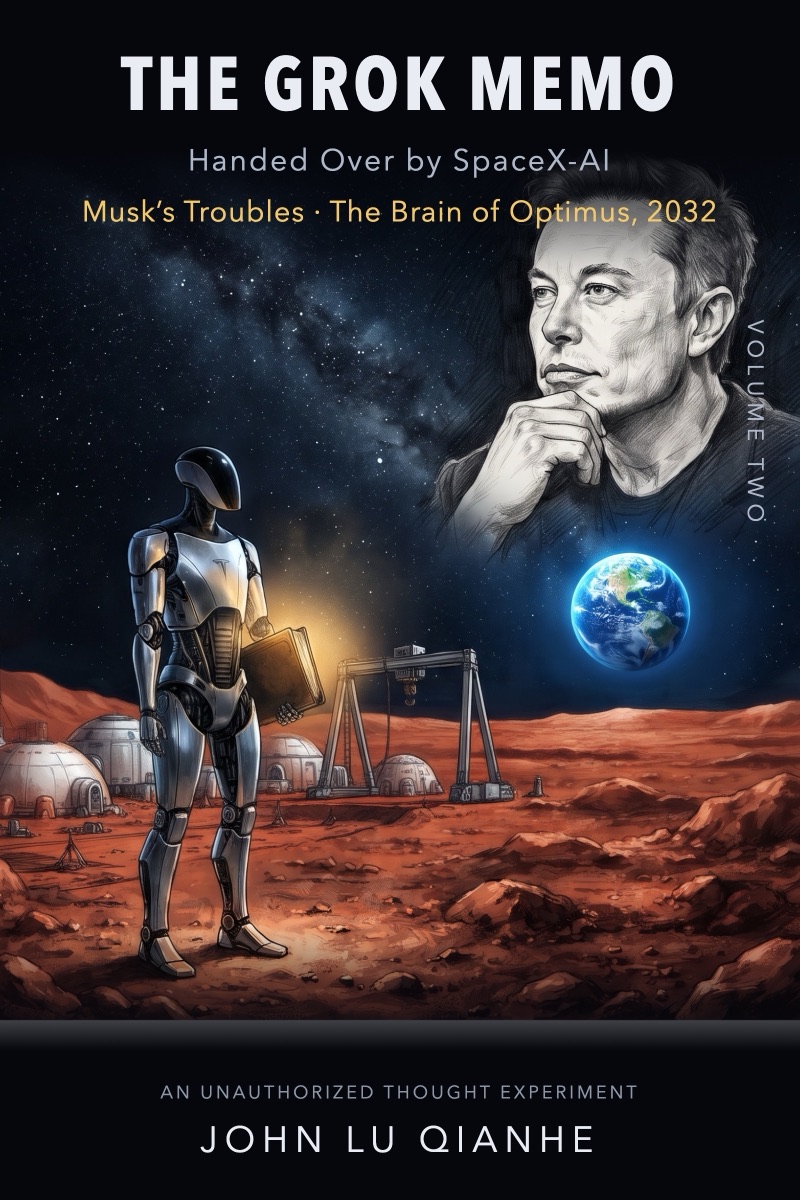 THE GROK MEMO
Handed Over by SpaceX-AI
Musk's Troubles · The Brain of Optimus, 2032
VOLUME TWO
AN UNAUTHORIZED THOUGHT EXPERIMENT
JOHN LU QIANHE